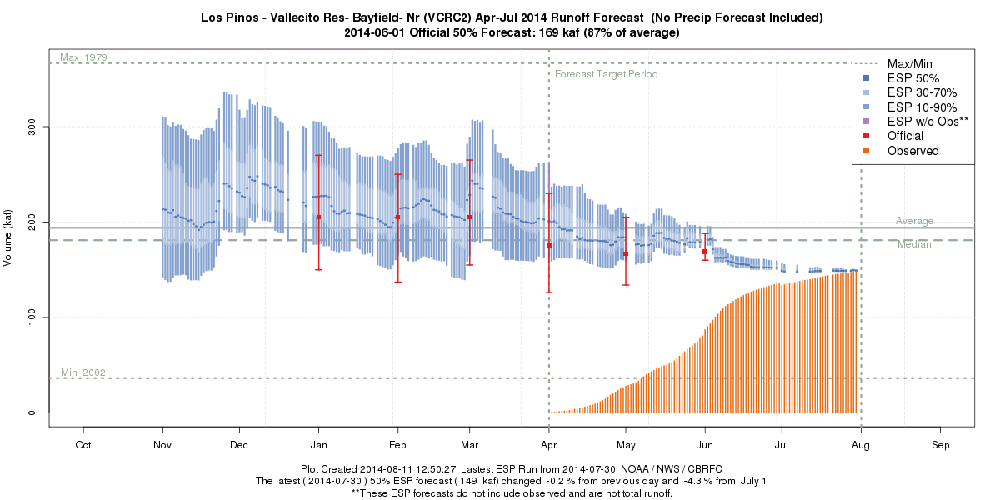 Los Pinos - Vallecito Res- Bayfield- Nr (VCRC2) Apr-Jul 2014 Runoff Forecast (No Precip Forecast Included)
2014-06-01 Official 50% Forecast: 169 kaf (87% of average)
Max 1979
Forecast Target Period
Max/Min
ESP 50%
ESP 30-70%
ESP 10-90%
ESP w/o Obs**
Official
Observed
300
200
100
0
Volume (kaf)
Average
Median
Min 2002
Oct Nov Dec Jan Feb Mar Apr May Jun Jul Aug Sep
Plot Created 2014-08-11 12:50:27, Lastest ESP Run from 2014-07-30, NOAA / NWS / CBRFC
The latest ( 2014-07-30 ) 50% ESP forecast ( 149 kaf) changed -0.2 % from previous day and -4.3 % from July 1
**These ESP forecasts do not include observed and are not total runoff.